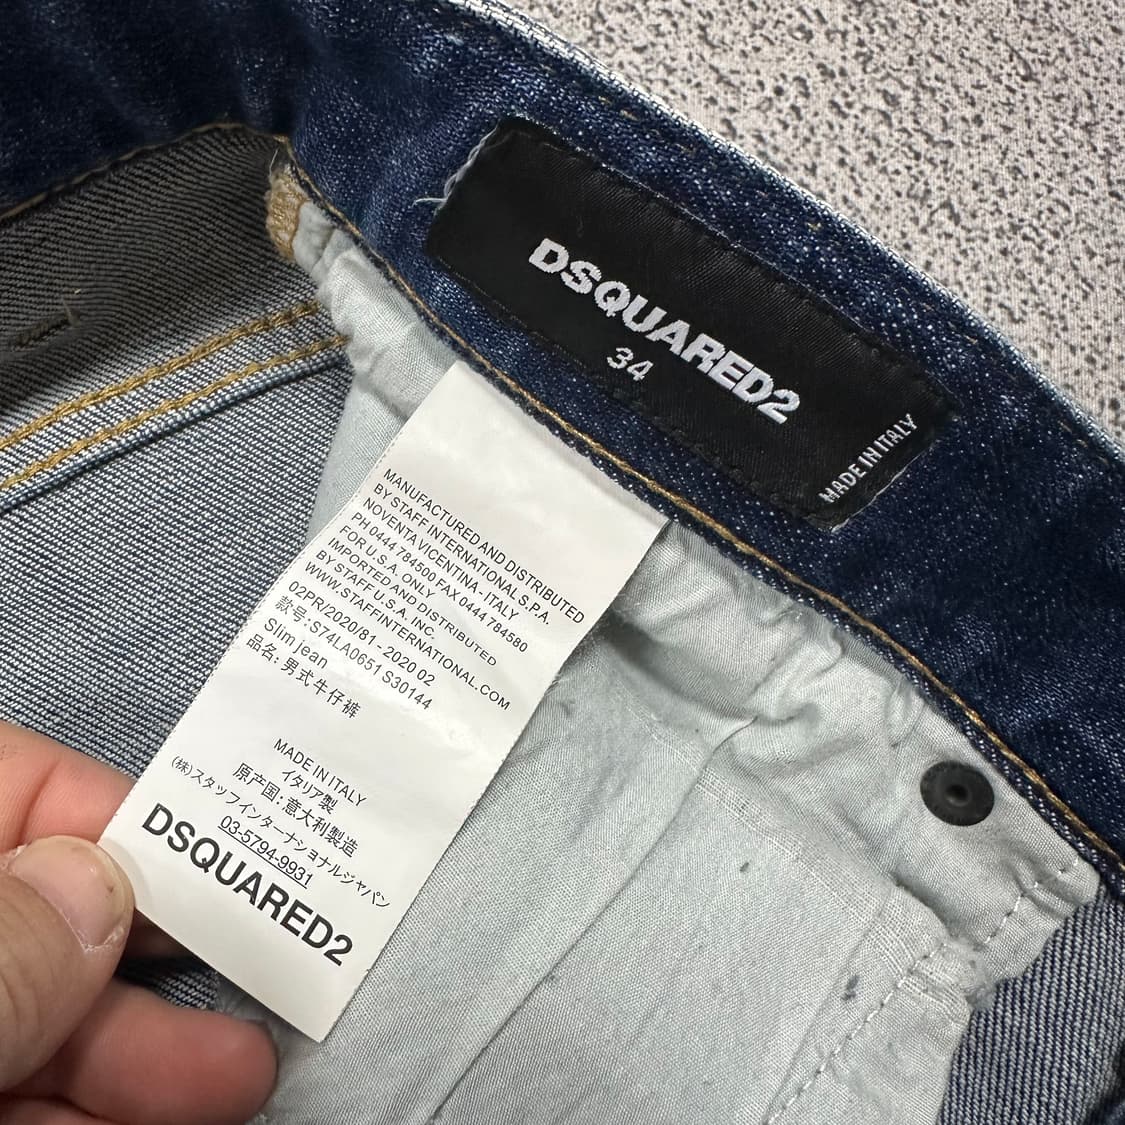 DSQUARED2
34
MADE IN ITALY
MANUFACTURED AND DISTRIBUTED
BY STAFF INTERNATIONAL S.P.A.
NOVENTA VICENTINA - ITALY
PH 0444 784500 FAX 0444 784580
FOR U.S.A. ONLY
IMPORTED AND DISTRIBUTED
BY STAFF U.S.A. INC.
WWW.STAFFINTERNATIONAL.COM
02PR/2020/81 - 2020 02
款号:S74LA0651 S30144
Slim jean
品名: 男式牛仔裤
MADE IN ITALY
イタリア製
原产国: 意大利製造
(株)スタッフインターナショナルジャパン
03-5794-9931
DSQUARED2